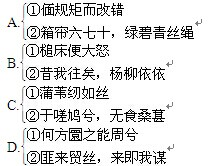 A. ①偭规矩而改错
②箱帘六七十，绿碧青丝绳
B. ①槌床便大怒
②昔我往矣，杨柳依依
C. ①蒲苇纫如丝
②于嗟鸠兮，无食桑葚
D. ①何方圜之能周兮
②匪来贸丝，来即我谋